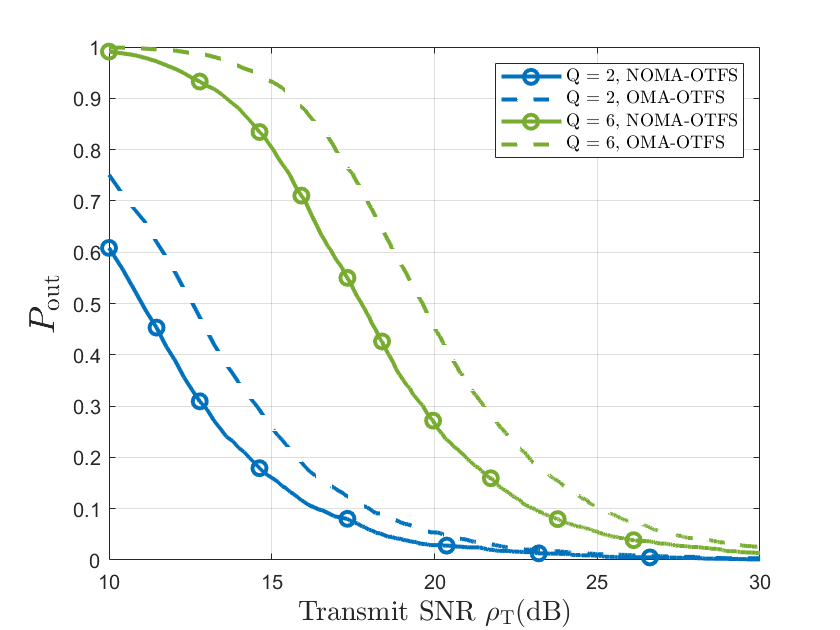 1
0.9
0.8
0.7
0.6
0.5
0.4
0.3
0.2
0.1
0
P_out
Q = 2, NOMA-OTFS
Q = 2, OMA-OTFS
Q = 6, NOMA-OTFS
Q = 6, OMA-OTFS
10 15 20 25 30
Transmit SNR ρ_T(dB)